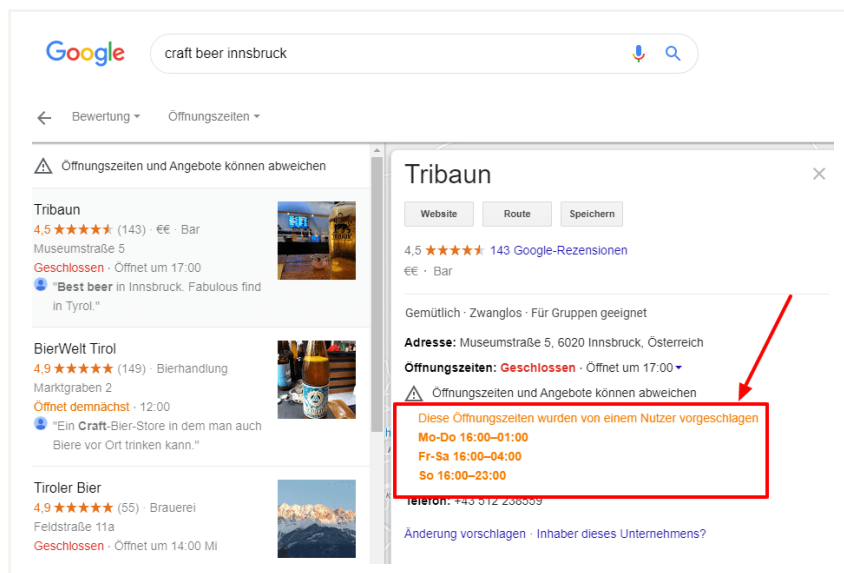 Google
craft beer innsbruck
Bewertung
Öffnungszeiten
Öffnungszeiten und Angebote können abweichen
Tribaun
4,5 ★★★★★ (143) · €€ · Bar
Museumstraße 5
Geschlossen · Öffnet um 17:00
"Best beer in Innsbruck. Fabulous find
in Tyrol."
BierWelt Tirol
4,9 ★★★★★ (149) · Bierhandlung
Marktgraben 2
Öffnet demnächst · 12:00
"Ein Craft-Bier-Store in dem man auch
Biere vor Ort trinken kann."
Tiroler Bier
4,9 ★★★★★ (55) · Brauerei
Feldstraße 11a
Geschlossen · Öffnet um 14:00 Mi
Tribaun
Website Route Speichern
4,5 ★★★★★ 143 Google-Rezensionen
€€ · Bar
Gemütlich · Zwanglos · Für Gruppen geeignet
Adresse: Museumstraße 5, 6020 Innsbruck, Österreich
Öffnungszeiten: Geschlossen · Öffnet um 17:00
Öffnungszeiten und Angebote können abweichen
Diese Öffnungszeiten wurden von einem Nutzer vorgeschlagen
Mo-Do 16:00–01:00
Fr-Sa 16:00–04:00
So 16:00–23:00
Telefon: +43 512 238559
Änderung vorschlagen · Inhaber dieses Unternehmens?